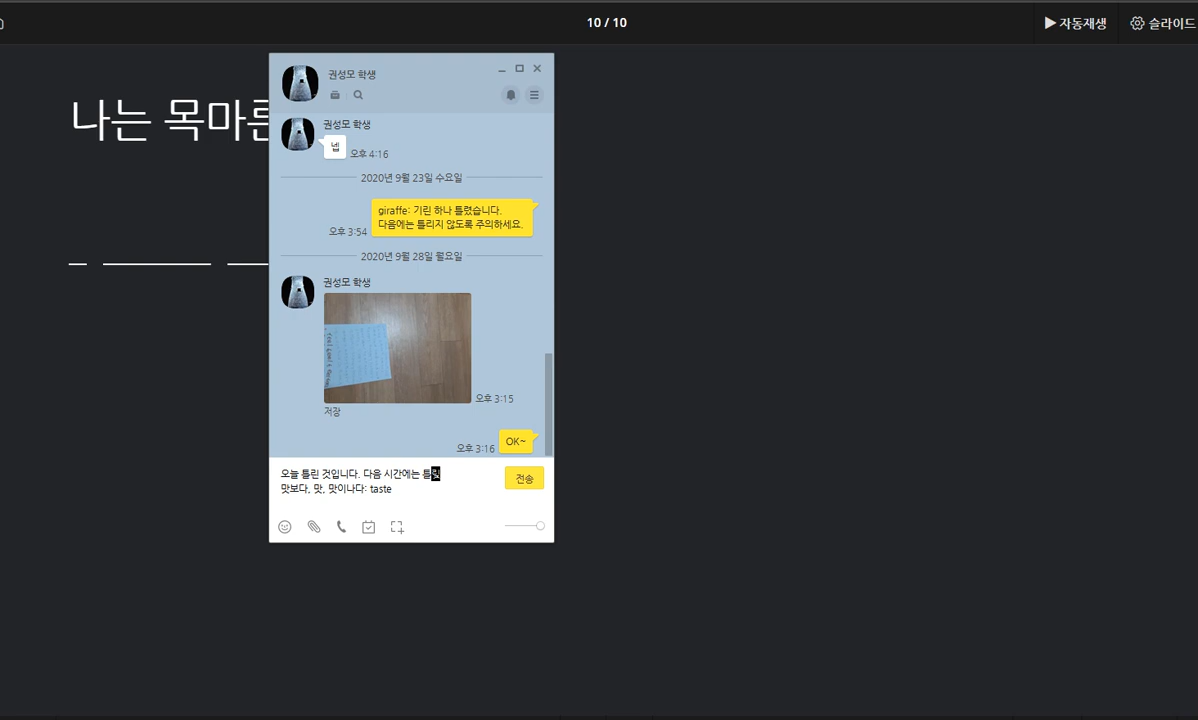 10 / 10
▶ 자동재생
슬라이드
나는 목마른
권성모 학생
권성모 학생
넵
오후 4:16
2020년 9월 23일 수요일
giraffe: 기린 하나 틀렸습니다.
다음에는 틀리지 않도록 주의하세요.
오후 3:54
2020년 9월 28일 월요일
권성모 학생
오후 3:15
저장
OK~
오후 3:16
오늘 틀린 것입니다. 다음 시간에는 틀
맛보다, 맛, 맛이나다: taste
전송